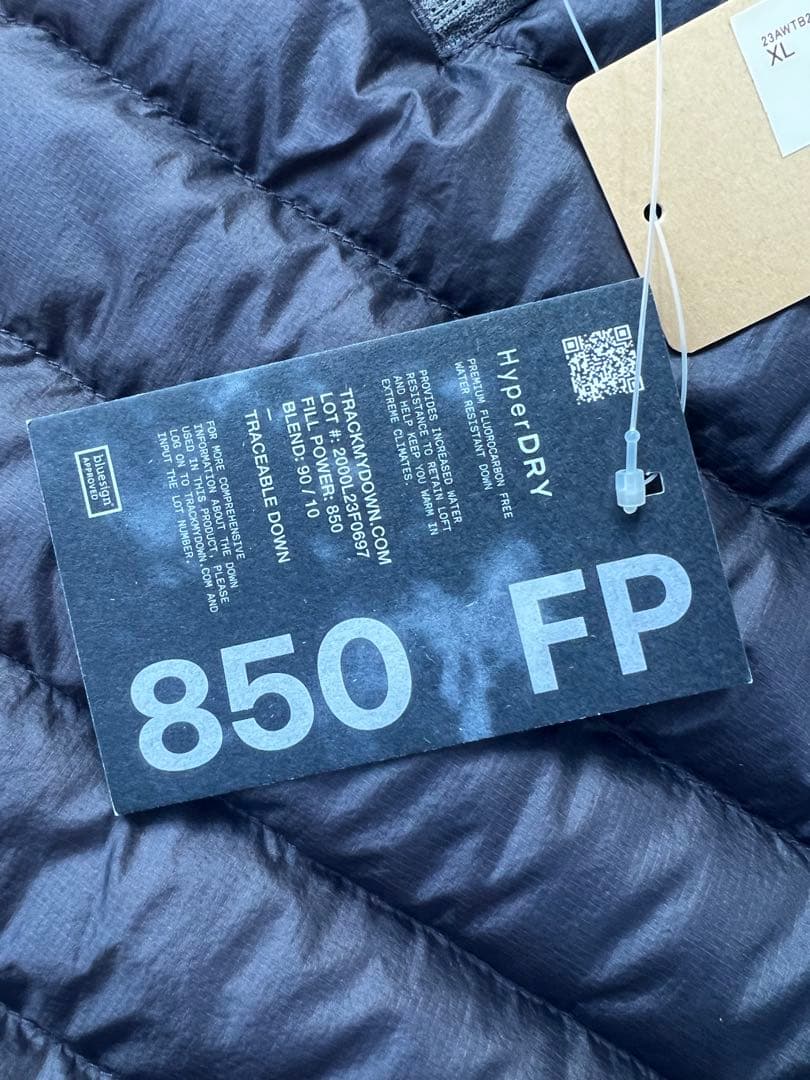 23AWTB2
XL
HyperDRY
PREMIUM FLUOROCARBON FREE
WATER RESISTANT DOWN
PROVIDES INCREASED WATER
RESISTANCE TO RETAIN LOFT
AND HELP KEEP YOU WARM IN
EXTREME CLIMATES.
TRACKMYDOWN.COM
LOT #: 2000L23F0697
FILL POWER: 850
BLEND: 90 / 10
—
TRACEABLE DOWN
FOR MORE COMPREHENSIVE
INFORMATION ABOUT THE DOWN
USED IN THIS PRODUCT, PLEASE
LOG ON TO TRACKMYDOWN.COM AND
INPUT THE LOT NUMBER.
bluesign®
APPROVED
850 FP